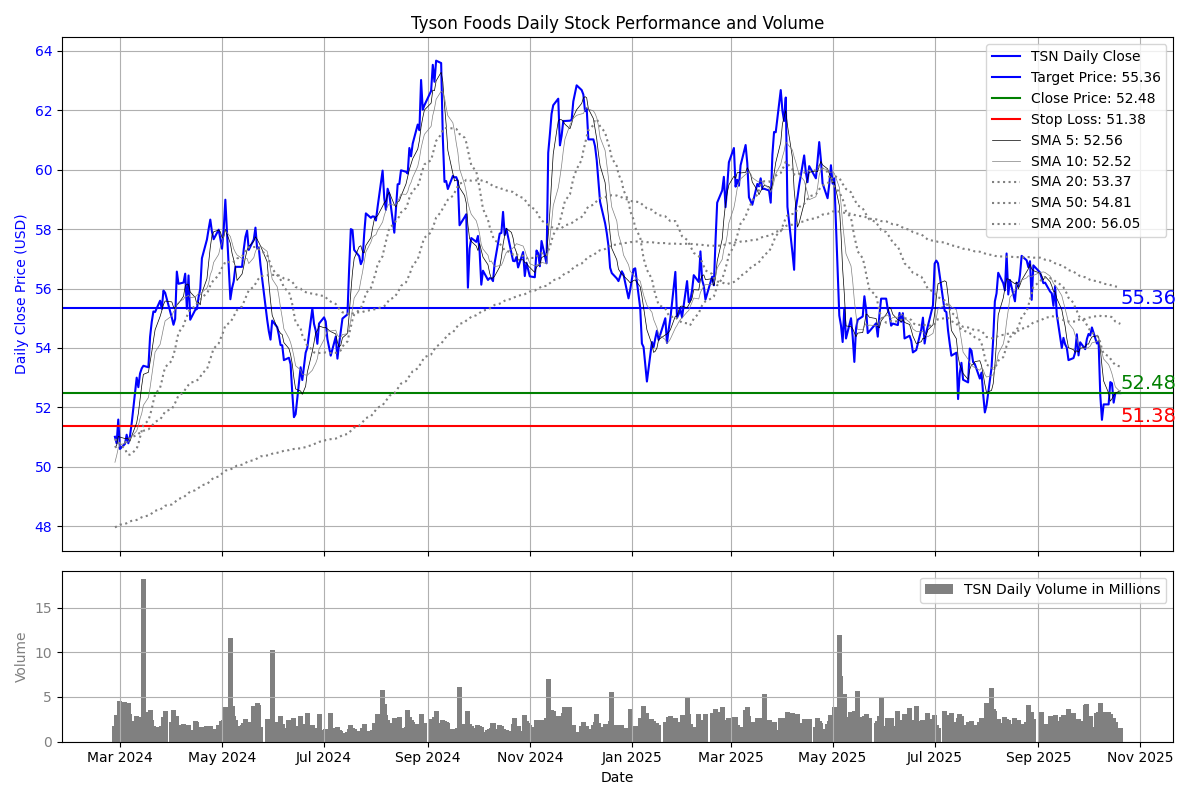 Tyson Foods Daily Stock Performance and Volume
Daily Close Price (USD)
64
62
60
58
56
54
52
50
48
TSN Daily Close
Target Price: 55.36
Close Price: 52.48
Stop Loss: 51.38
SMA 5: 52.56
SMA 10: 52.52
SMA 20: 53.37
SMA 50: 54.81
SMA 200: 56.05
55.36
52.48
51.38
Volume
15
10
5
0
TSN Daily Volume in Millions
Mar 2024 May 2024 Jul 2024 Sep 2024 Nov 2024 Jan 2025 Mar 2025 May 2025 Jul 2025 Sep 2025 Nov 2025
Date